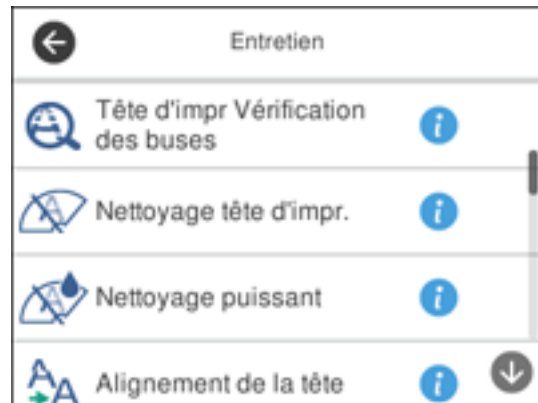 Entretien
Tête d'impr Vérification
des buses
Nettoyage tête d'impr.
Nettoyage puissant
Alignement de la tête